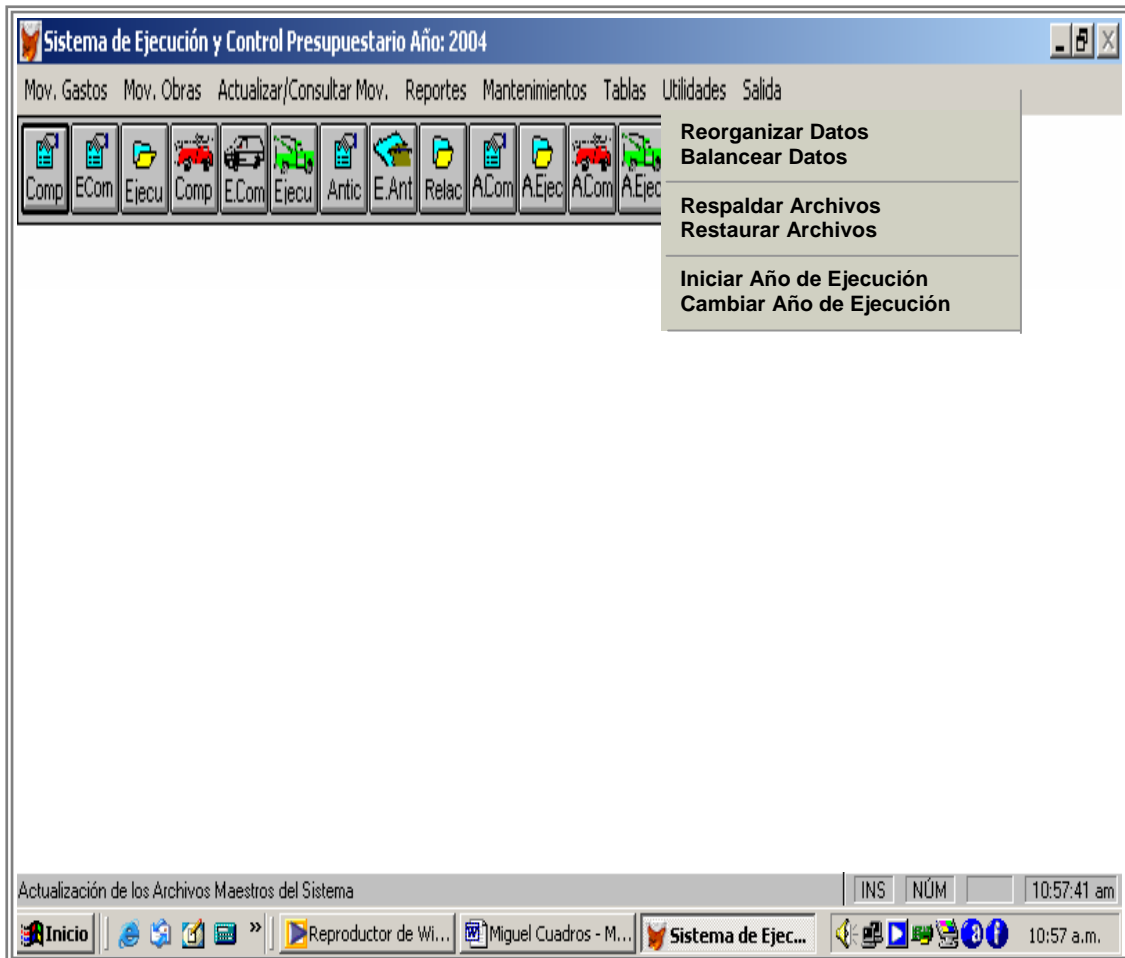 Sistema de Ejecución y Control Presupuestario Año: 2004
Mov. Gastos Mov. Obras Actualizar/Consultar Mov. Reportes Mantenimientos Tablas Utilidades Salida
Comp ECom Ejecu Comp E.Com Ejecu Antic E.Ant Relac A.Com A.Ejec A.Com A.Ejec
Reorganizar Datos
Balancear Datos
Respaldar Archivos
Restaurar Archivos
Iniciar Año de Ejecución
Cambiar Año de Ejecución
Actualización de los Archivos Maestros del Sistema INS NÚM 10:57:41 am
Inicio » Reproductor de Wi... Miguel Cuadros - M... Sistema de Ejec... 10:57 a.m.